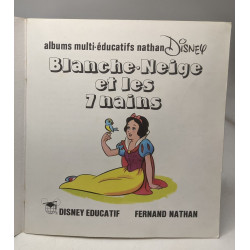 albums multi-éducatifs nathan Disney
Blanche-Neige
et les
7 nains
DISNEY EDUCATIF FERNAND NATHAN